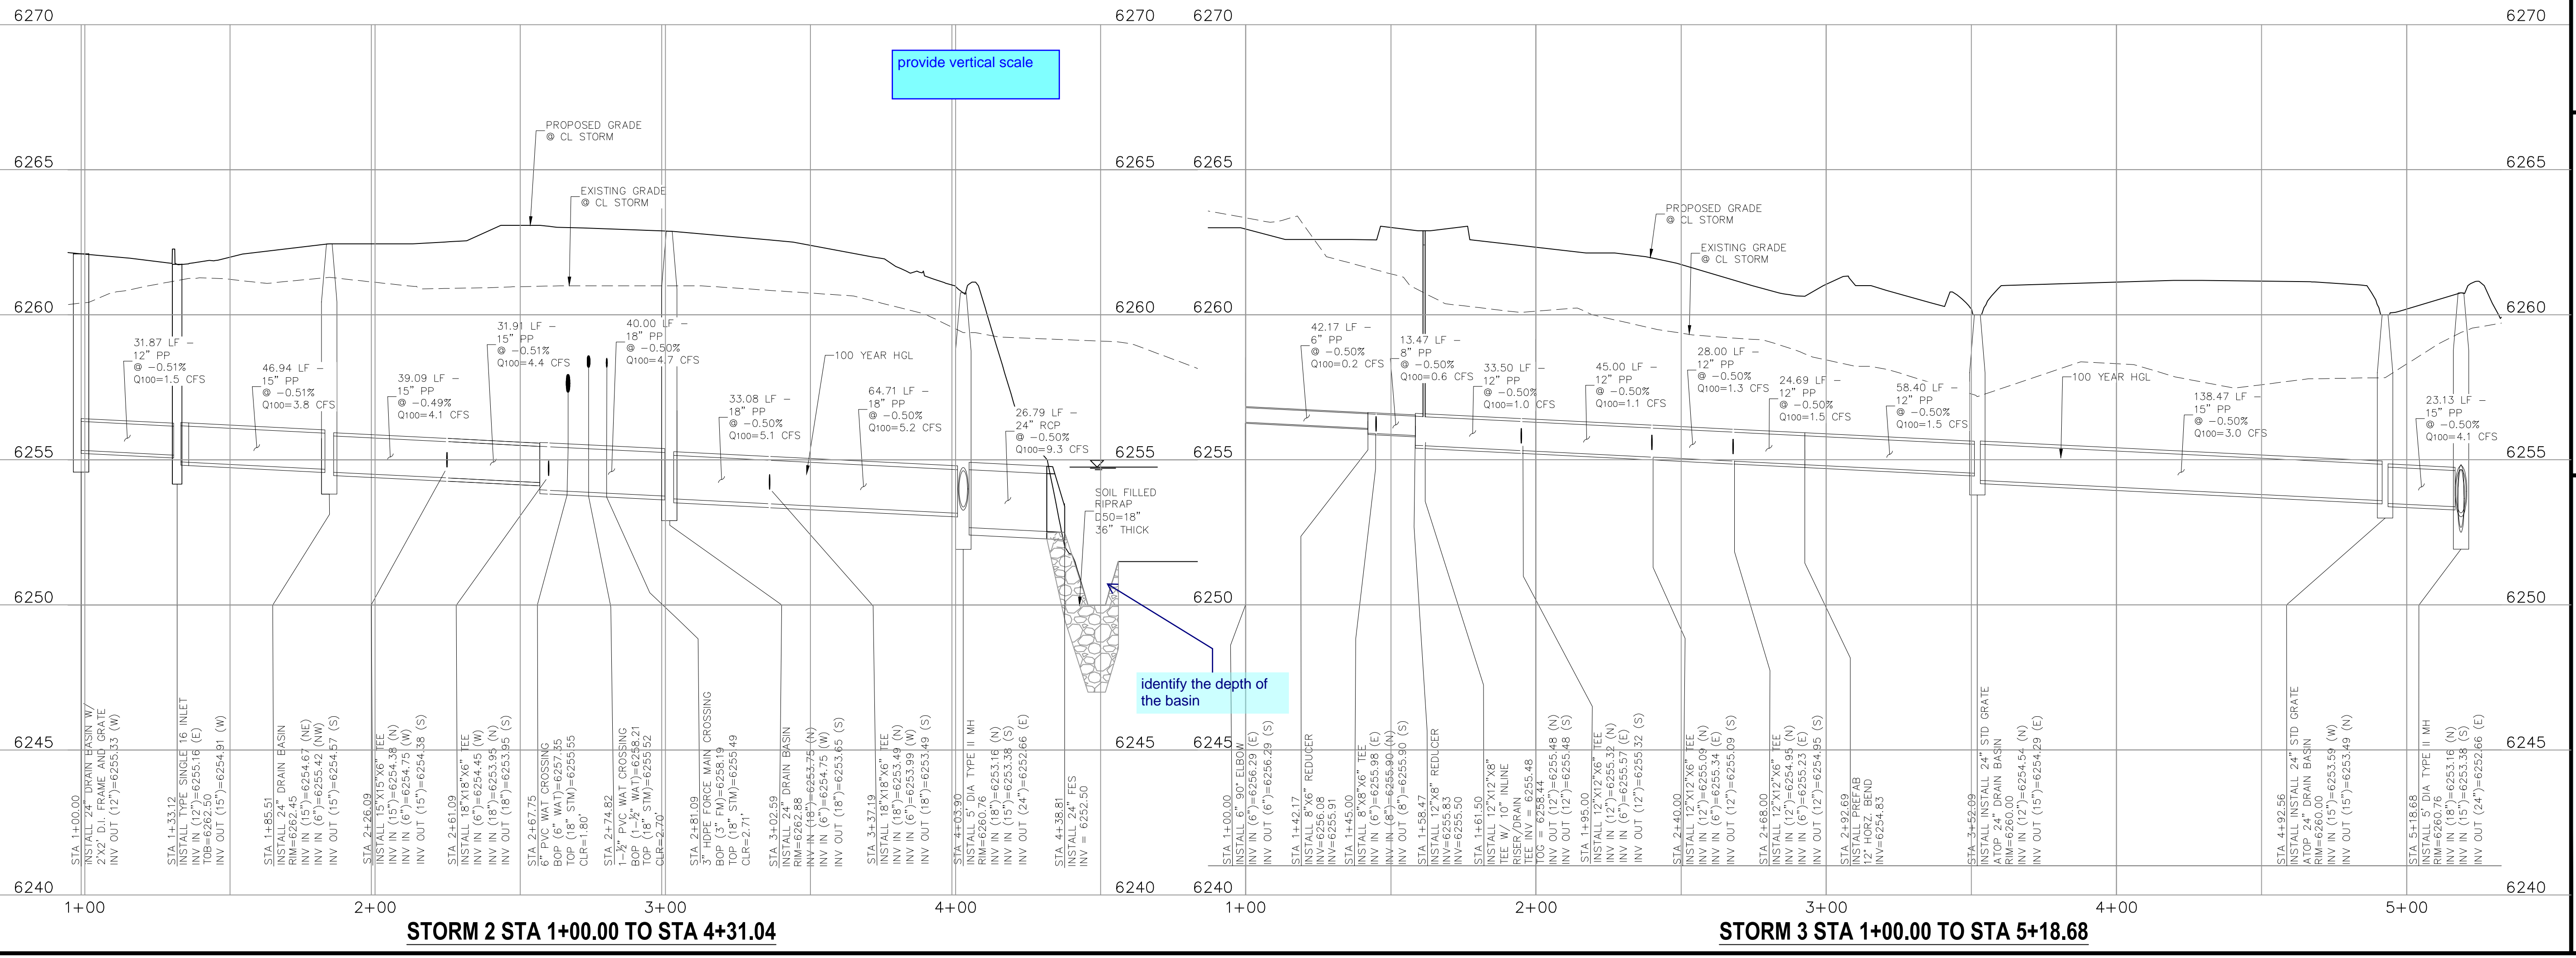 6270
6265
6260
6255
6250
6245
6240
6270
6265
6260
6255
6250
6245
6240
provide vertical scale
PROPOSED GRADE
@ CL STORM
EXISTING GRADE
@ CL STORM
31.87 LF –
12" PP
@ –0.51%
Q100=1.5 CFS
46.94 LF –
15" PP
@ –0.51%
Q100=3.8 CFS
39.09 LF –
15" PP
@ –0.49%
Q100=4.1 CFS
31.91 LF –
15" PP
@ –0.51%
Q100=4.4 CFS
40.00 LF –
18" PP
@ –0.50%
Q100=4.7 CFS
33.08 LF –
18" PP
@ –0.50%
Q100=5.1 CFS
100 YEAR HGL
64.71 LF –
18" PP
@ –0.50%
Q100=5.2 CFS
26.79 LF –
24" RCP
@ –0.50%
Q100=9.3 CFS
SOIL FILLED
RIPRAP
D50=18"
36" THICK
identify the depth of
the basin
STA 1+00.00
INSTALL 24" DRAIN BASIN W/
2'X2' D.I. FRAME AND GRATE
INV OUT (12")=6255.33 (W)
STA 1+33.12
INSTALL TYPE SINGLE 16 INLET
INV IN (12")=6255.16 (E)
TOB=6262.50
INV OUT (15")=6254.91 (W)
STA 1+85.51
INSTALL 24" DRAIN BASIN
RIM=6262.45
INV IN (15")=6254.67 (NE)
INV IN (6")=6255.42 (NW)
INV OUT (15")=6254.57 (S)
STA 2+26.09
INSTALL 15"X15"X6" TEE
INV IN (15")=6254.38 (N)
INV IN (6")=6254.75 (W)
INV OUT (15")=6254.38 (S)
STA 2+61.09
INSTALL 18"X18"X6" TEE
INV IN (6")=6254.45 (W)
INV IN (18")=6253.95 (N)
INV OUT (18")=6253.95 (S)
STA 2+67.75
6" PVC WAT CROSSING
BOP (6" WAT)=6257.35
TOP (18" STM)=6255.55
CLR=1.80'
STA 2+74.82
1–½" PVC WAT CROSSING
BOP (1–½" WAT)=6258.21
TOP (18" STM)=6255.52
CLR=2.70'
STA 2+81.09
3" HDPE FORCE MAIN CROSSING
BOP (3" FM)=6258.19
TOP (18" STM)=6255.49
CLR=2.71'
STA 3+02.59
INSTALL 24" DRAIN BASIN
RIM=6262.88
INV IN (18")=6253.75 (N)
INV IN (6")=6254.75 (W)
INV OUT (18")=6253.65 (S)
STA 3+37.19
INSTALL 18"X18"X6" TEE
INV IN (18")=6253.49 (N)
INV IN (6")=6253.99 (W)
INV OUT (18")=6253.49 (S)
STA 4+03.90
INSTALL 5' DIA TYPE II MH
RIM=6260.76
INV IN (18")=6253.16 (N)
INV IN (15")=6253.38 (S)
INV OUT (24")=6252.66 (E)
STA 4+38.81
INSTALL 24" FES
INV = 6252.50
1+00
2+00
3+00
4+00
STORM 2 STA 1+00.00 TO STA 4+31.04
6270
6265
6260
6255
6250
6245
6240
6270
6265
6260
6255
6250
6245
6240
PROPOSED GRADE
@ CL STORM
EXISTING GRADE
@ CL STORM
42.17 LF –
6" PP
@ –0.50%
Q100=0.2 CFS
13.47 LF –
8" PP
@ –0.50%
Q100=0.6 CFS
33.50 LF –
12" PP
@ –0.50%
Q100=1.0 CFS
45.00 LF –
12" PP
@ –0.50%
Q100=1.1 CFS
28.00 LF –
12" PP
@ –0.50%
Q100=1.3 CFS
24.69 LF –
12" PP
@ –0.50%
Q100=1.5 CFS
58.40 LF –
12" PP
@ –0.50%
Q100=1.5 CFS
100 YEAR HGL
138.47 LF –
15" PP
@ –0.50%
Q100=3.0 CFS
23.13 LF –
15" PP
@ –0.50%
Q100=4.1 CFS
STA 1+00.00
INSTALL 6" 90° ELBOW
INV IN (6")=6256.29 (E)
INV OUT (6")=6256.29 (S)
STA 1+42.17
INSTALL 8"X6" REDUCER
INV=6256.08
INV=6255.91
STA 1+45.00
INSTALL 8"X8"X6" TEE
INV IN (6")=6255.98 (E)
INV IN (8")=6255.90 (N)
INV OUT (8")=6255.90 (S)
STA 1+58.47
INSTALL 12"X8" REDUCER
INV=6255.83
INV=6255.50
STA 1+61.50
INSTALL 12"X12"X8"
TEE W/ 10" INLINE
RISER/DRAIN
TEE INV = 6255.48
TOG = 6258.44
INV OUT (12")=6255.48 (N)
INV OUT (12")=6255.48 (S)
STA 1+95.00
INSTALL 12"X12"X6" TEE
INV IN (12")=6255.32 (N)
INV IN (6")=6255.57 (E)
INV OUT (12")=6255.32 (S)
STA 2+40.00
INSTALL 12"X12"X6" TEE
INV IN (12")=6255.09 (N)
INV IN (6")=6255.34 (E)
INV OUT (12")=6255.09 (S)
STA 2+68.00
INSTALL 12"X12"X6" TEE
INV IN (12")=6254.95 (N)
INV IN (6")=6255.23 (E)
INV OUT (12")=6254.95 (S)
STA 2+92.69
INSTALL PREFAB
12" HORZ. BEND
INV=6254.83
STA 3+52.09
INSTALL INSTALL 24" STD GRATE
ATOP 24" DRAIN BASIN
RIM=6260.00
INV IN (12")=6254.54 (N)
INV OUT (15")=6254.29 (E)
STA 4+92.56
INSTALL INSTALL 24" STD GRATE
ATOP 24" DRAIN BASIN
RIM=6260.00
INV IN (15")=6253.59 (W)
INV OUT (15")=6253.49 (N)
STA 5+18.68
INSTALL 5' DIA TYPE II MH
RIM=6260.76
INV IN (18")=6253.16 (N)
INV IN (15")=6253.38 (S)
INV OUT (24")=6252.66 (E)
1+00
2+00
3+00
4+00
5+00
STORM 3 STA 1+00.00 TO STA 5+18.68